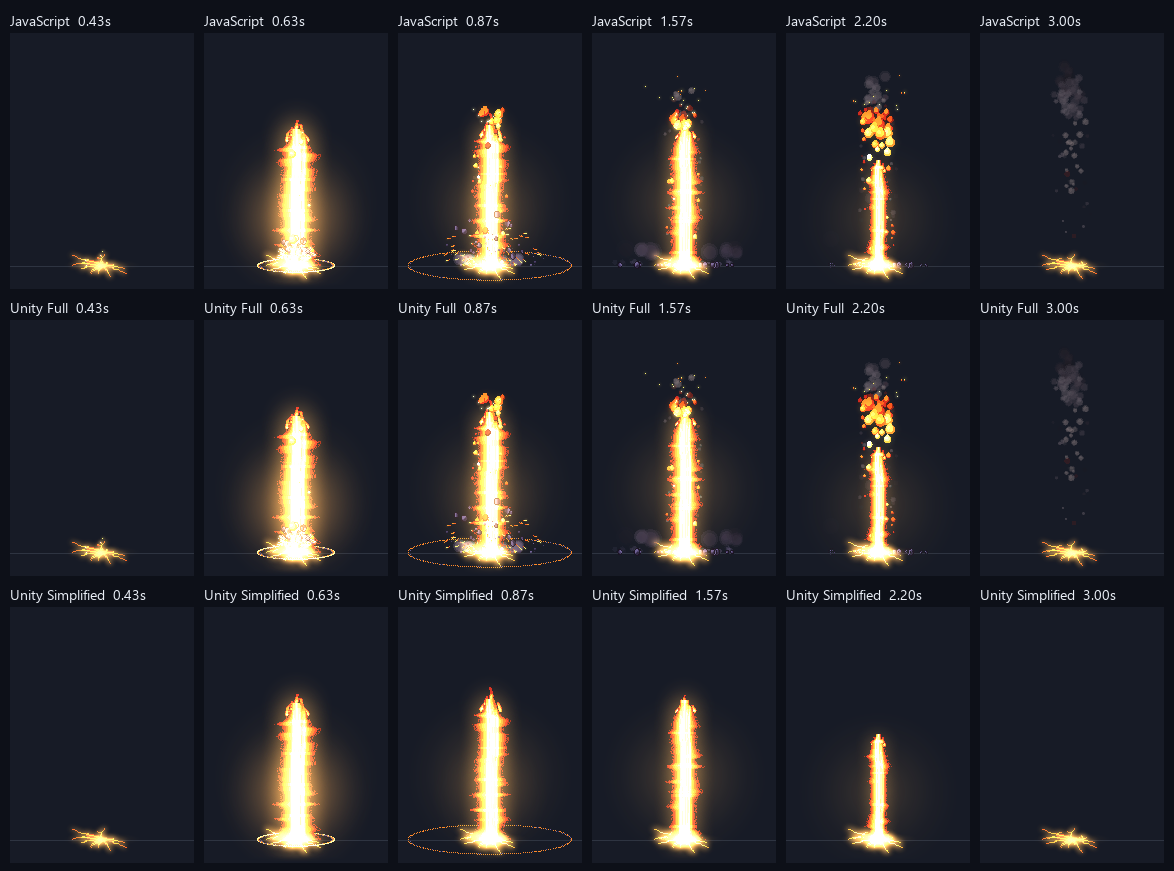 JavaScript 0.43s
JavaScript 0.63s
JavaScript 0.87s
JavaScript 1.57s
JavaScript 2.20s
JavaScript 3.00s
Unity Full 0.43s
Unity Full 0.63s
Unity Full 0.87s
Unity Full 1.57s
Unity Full 2.20s
Unity Full 3.00s
Unity Simplified 0.43s
Unity Simplified 0.63s
Unity Simplified 0.87s
Unity Simplified 1.57s
Unity Simplified 2.20s
Unity Simplified 3.00s